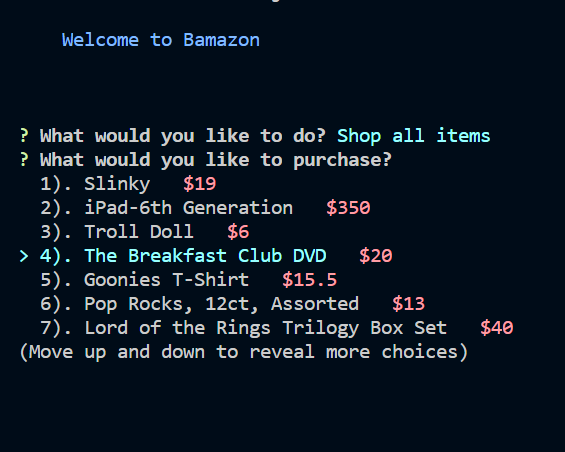 Welcome to Bamazon
? What would you like to do? Shop all items
? What would you like to purchase?
1). Slinky $19
2). iPad-6th Generation $350
3). Troll Doll $6
> 4). The Breakfast Club DVD $20
5). Goonies T-Shirt $15.5
6). Pop Rocks, 12ct, Assorted $13
7). Lord of the Rings Trilogy Box Set $40
(Move up and down to reveal more choices)